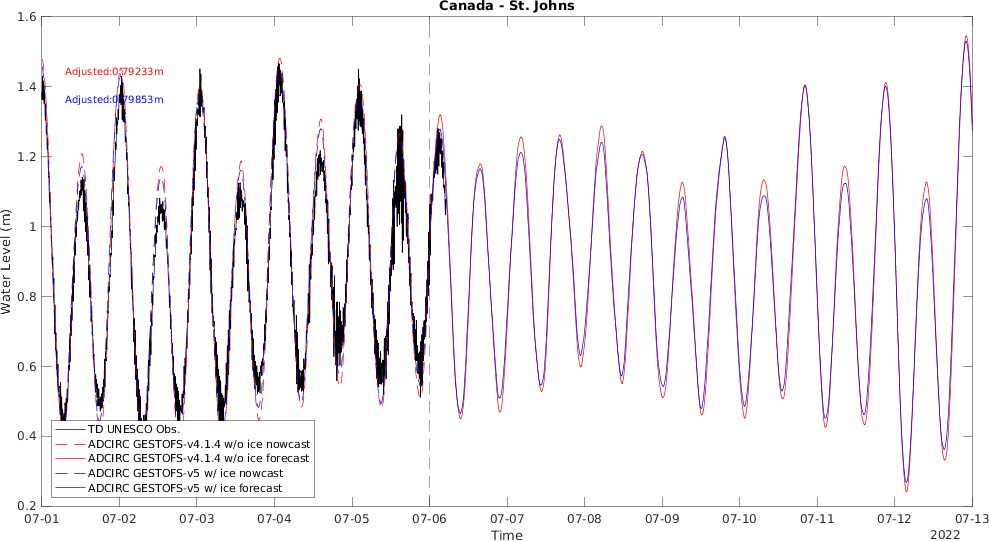 Canada - St. Johns
1.6
1.4
1.2
1
0.8
0.6
0.4
0.2
Water Level (m)
Adjusted:0.79233m
Adjusted:0.79853m
TD UNESCO Obs.
ADCIRC GESTOFS-v4.1.4 w/o ice nowcast
ADCIRC GESTOFS-v4.1.4 w/o ice forecast
ADCIRC GESTOFS-v5 w/ ice nowcast
ADCIRC GESTOFS-v5 w/ ice forecast
07-01 07-02 07-03 07-04 07-05 07-06 07-07 07-08 07-09 07-10 07-11 07-12 07-13
Time
2022